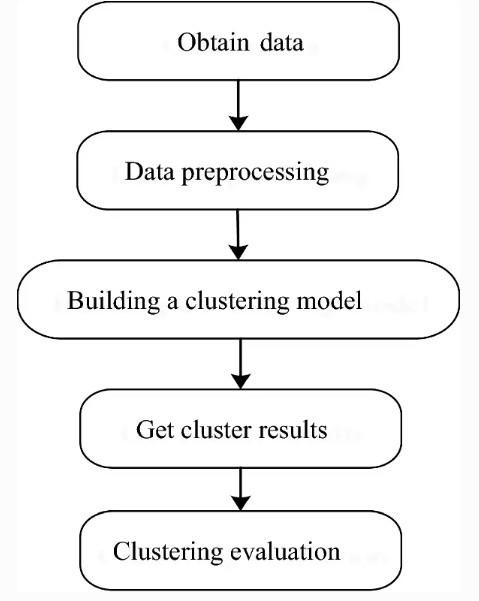 Obtain data
Data preprocessing
Building a clustering model
Get cluster results
Clustering evaluation